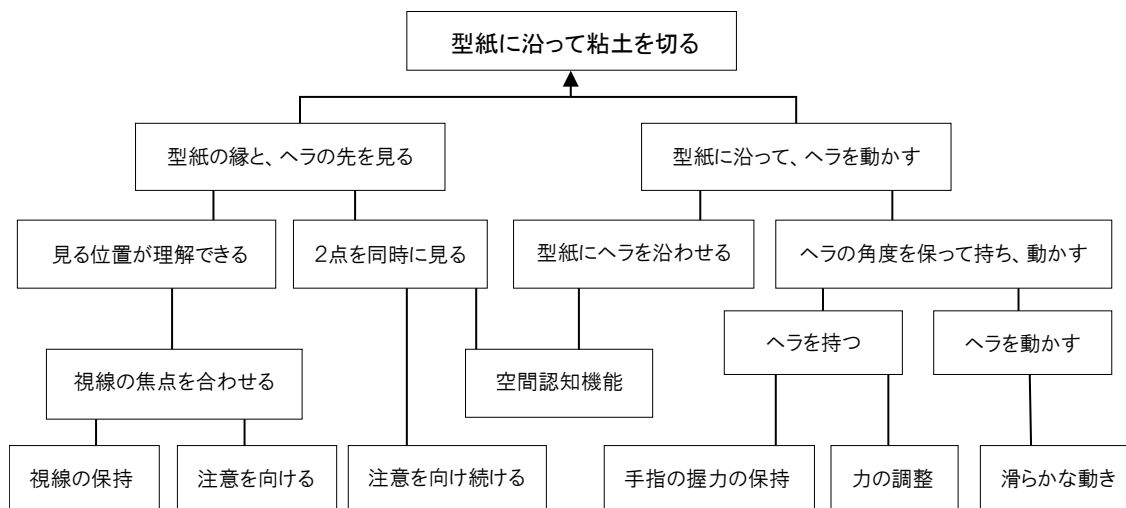 型紙に沿って粘土を切る
型紙の縁と、ヘラの先を見る
型紙に沿って、ヘラを動かす
見る位置が理解できる
2点を同時に見る
型紙にヘラを沿わせる
ヘラの角度を保って持ち、動かす
ヘラを持つ
ヘラを動かす
視線の焦点を合わせる
空間認知機能
視線の保持
注意を向ける
注意を向け続ける
手指の握力の保持
力の調整
滑らかな動き